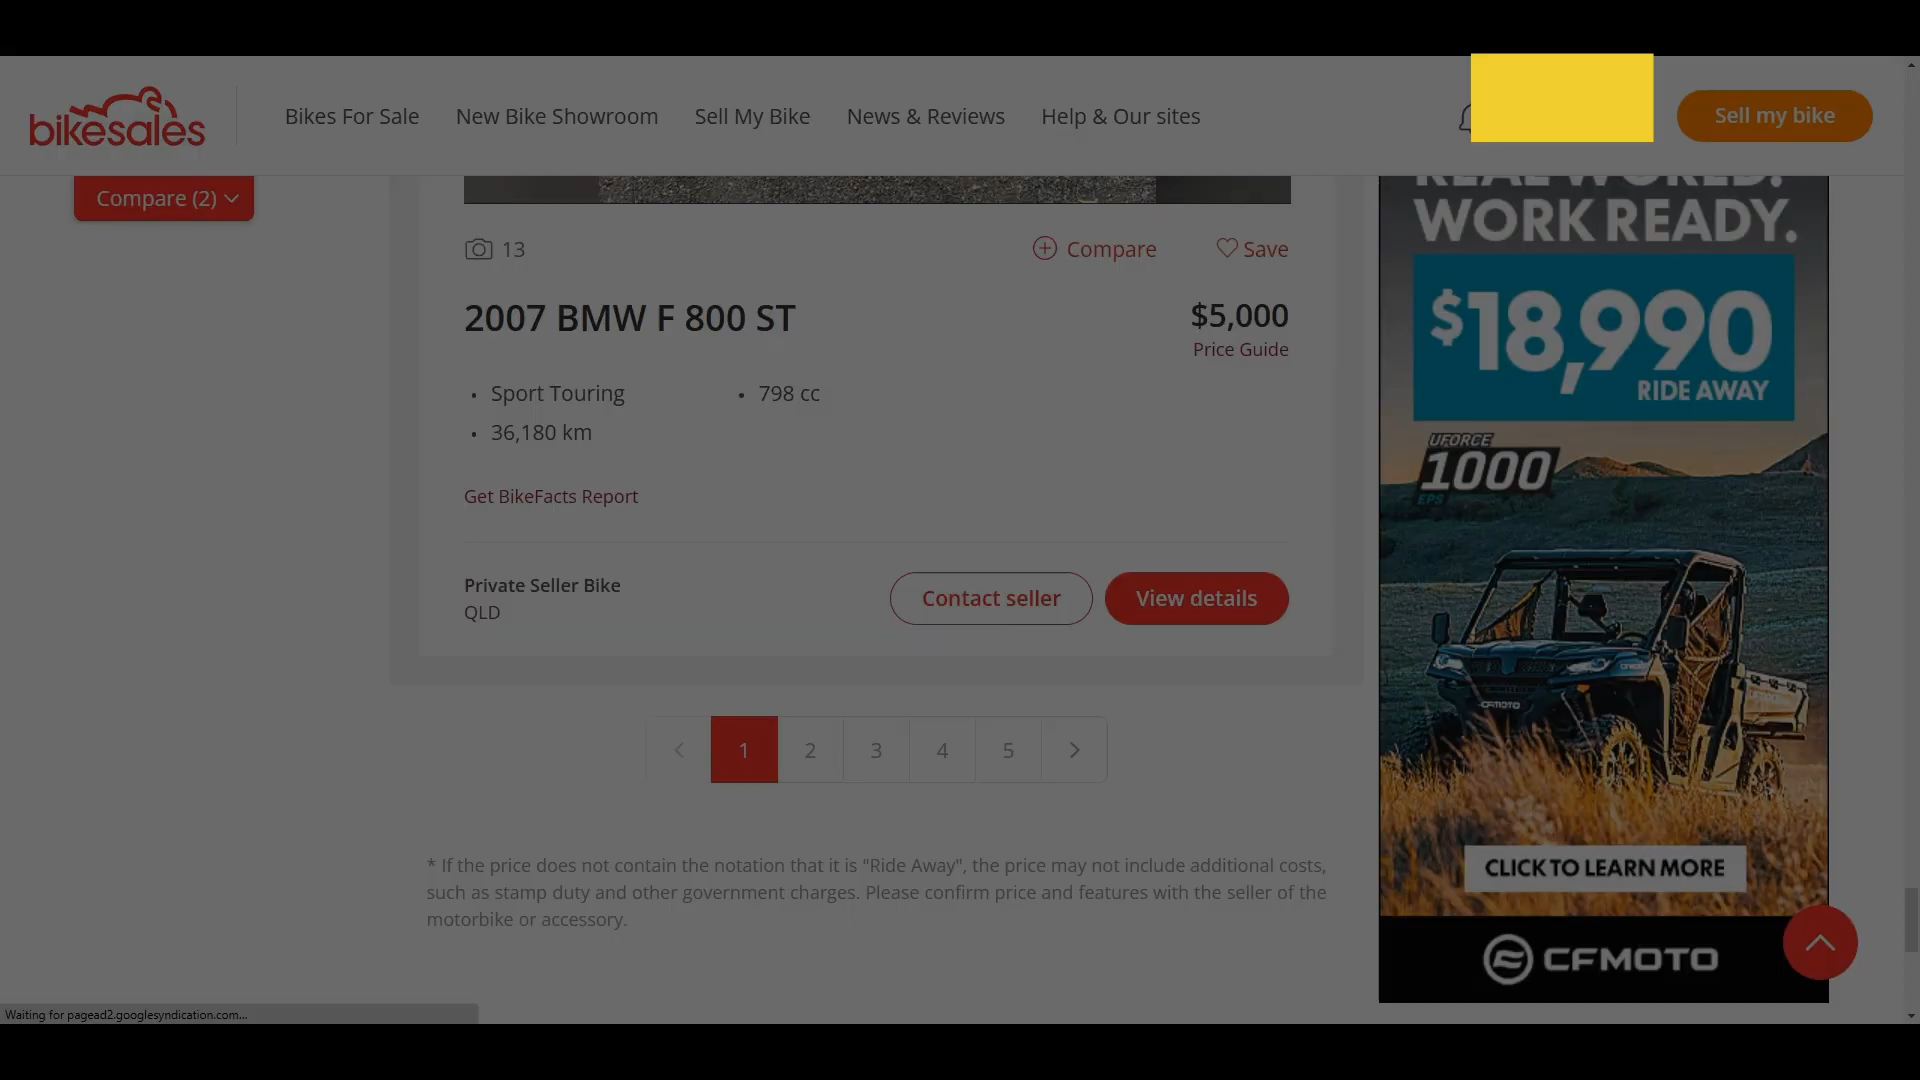 bikesales
Bikes For Sale
New Bike Showroom
Sell My Bike
News & Reviews
Help & Our sites
Sell my bike
Compare (2)
13
Compare
Save
2007 BMW F 800 ST
$5,000
Price Guide
• Sport Touring
• 798 cc
• 36,180 km
Get BikeFacts Report
Private Seller Bike
QLD
Contact seller
View details
1 2 3 4 5
* If the price does not contain the notation that it is "Ride Away", the price may not include additional costs,
such as stamp duty and other government charges. Please confirm price and features with the seller of the
motorbike or accessory.
REAL WORLD.
WORK READY.
$18,990
RIDE AWAY
UFORCE
1000
EPS
CFMOTO
CLICK TO LEARN MORE
CFMOTO
Waiting for pagead2.googlesyndication.com...